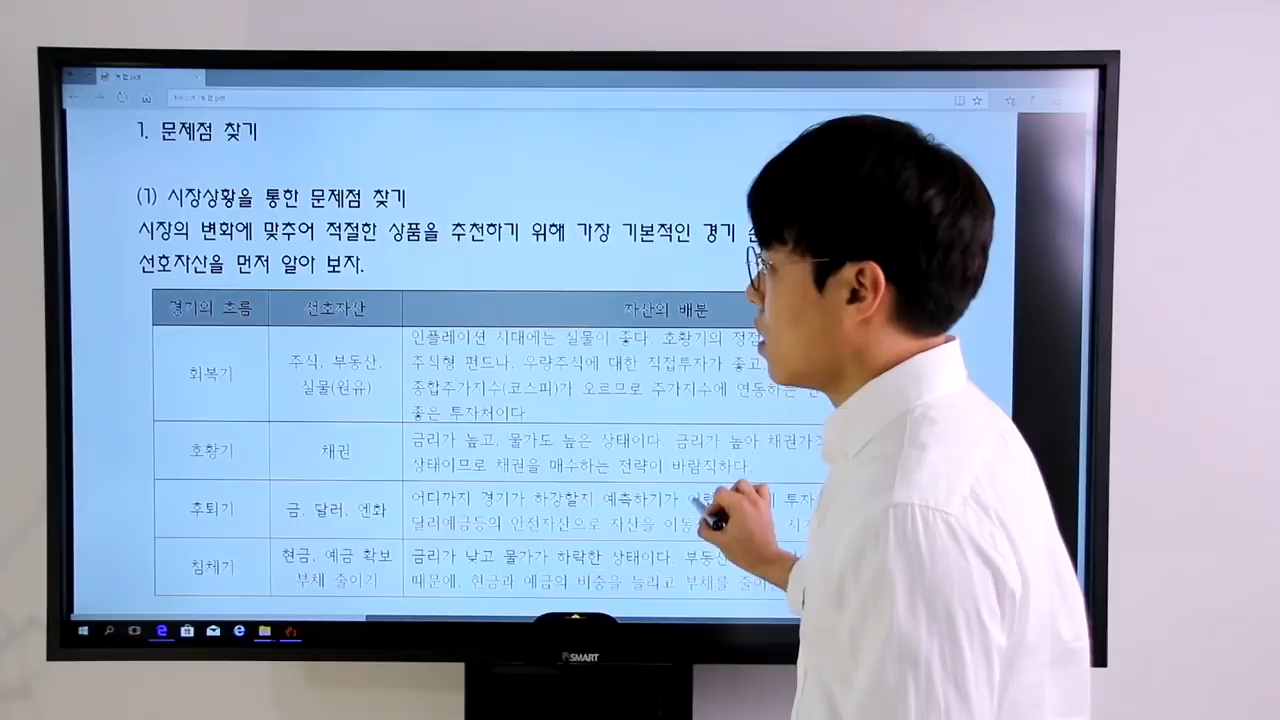 농협.pdf
1. 문제점 찾기
(1) 시장상황을 통한 문제점 찾기
시장의 변화에 맞추어 적절한 상품을 추천하기 위해 가장 기본적인 경기
선호자산을 먼저 알아 보자.
경기의 흐름 선호자산 자산의 배분
회복기
주식, 부동산,
실물(원유)
인플레이션 시대에는 실물이 좋다. 호황기의 정점
주식형 펀드나, 우량주식에 대한 직접투자가 좋고,
종합주가지수(코스피)가 오르므로 주가지수에 연동하는
좋은 투자처이다.
호황기
채권
금리가 높고, 물가도 높은 상태이다. 금리가 높아
상태이므로 채권을 매수하는 전략이 바람직하다.
후퇴기
금, 달러, 엔화
어디까지 경기가 하강할지 예측하기가
달러예금등의 안전자산으로 자산을
침체기
현금, 예금 확보
부채 줄이기
금리가 낮고 물가가 하락한 상태이다.
때문에, 현금과 예금의 비중을 늘리고 부채를
SMART